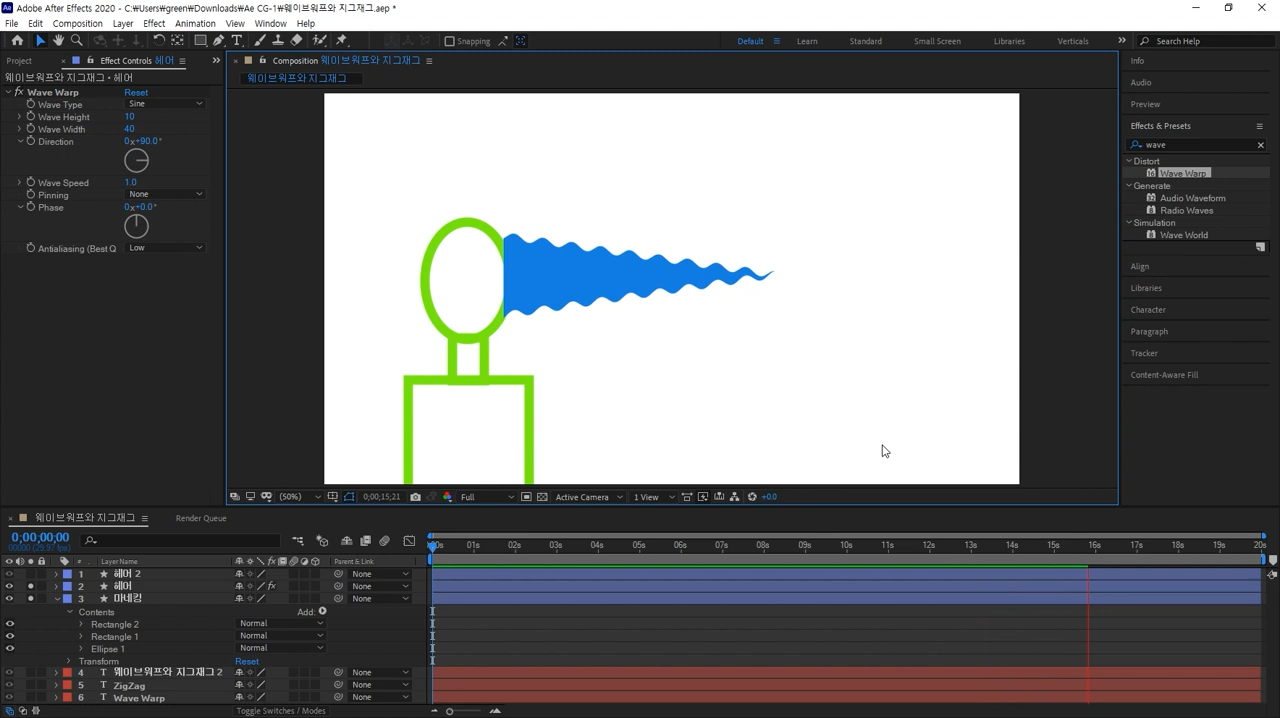 Adobe After Effects 2020 - C:₩Users₩green₩Downloads₩Ae CG-1₩웨이브워프와 지그재그.aep *
File Edit Composition Layer Effect Animation View Window Help
Snapping Default Learn Standard Small Screen Libraries Verticals Search Help
Project Effect Controls 헤어
웨이브워프와 지그재그 • 헤어
fx Wave Warp Reset
Wave Type Sine
Wave Height 10
Wave Width 40
Direction 0x+90.0°
Wave Speed 1.0
Pinning None
Phase 0x+0.0°
Antialiasing (Best Q Low
Composition 웨이브워프와 지그재그
웨이브워프와 지그재그
(50%) 0;00;15;21 Full Active Camera 1 View +0.0
Info
Audio
Preview
Effects & Presets
wave
Distort
Wave Warp
Generate
Audio Waveform
Radio Waves
Simulation
Wave World
Align
Libraries
Character
Paragraph
Tracker
Content-Aware Fill
웨이브워프와 지그재그 Render Queue
0;00;00;00
00000 (29.97 fps)
# Layer Name Parent & Link
01s 02s 03s 04s 05s 06s 07s 08s 09s 10s 11s 12s 13s 14s 15s 16s 17s 18s 19s 20s
1 헤어 2 None
2 헤어 fx None
3 마네킹 None
Contents Add:
Rectangle 2 Normal
Rectangle 1 Normal
Ellipse 1 Normal
Transform Reset
4 T 웨이브워프와 지그재그 2 None
5 T ZigZag None
6 T Wave Warp None
Toggle Switches / Modes